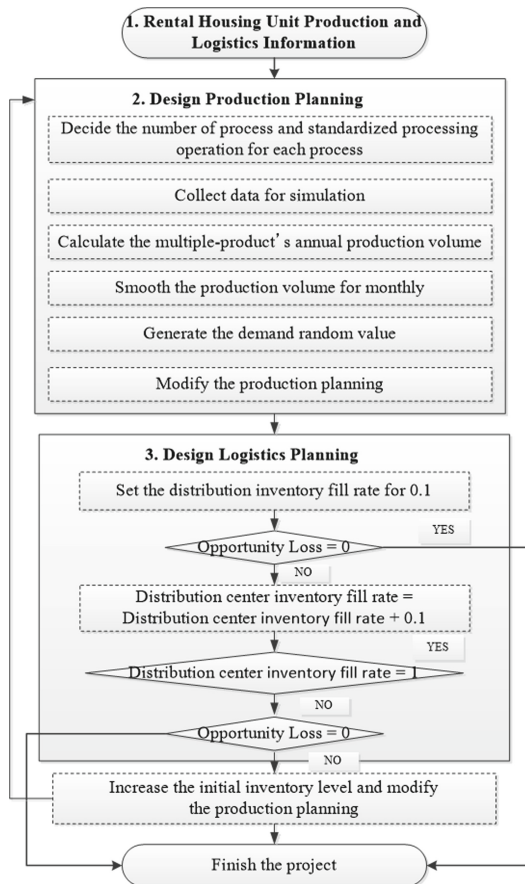 1. Rental Housing Unit Production and
Logistics Information
2. Design Production Planning
Decide the number of process and standardized processing
operation for each process
Collect data for simulation
Calculate the multiple-product’s annual production volume
Smooth the production volume for monthly
Generate the demand random value
Modify the production planning
3. Design Logistics Planning
Set the distribution inventory fill rate for 0.1
YES
Opportunity Loss = 0
NO
Distribution center inventory fill rate =
Distribution center inventory fill rate + 0.1
YES
Distribution center inventory fill rate = 1
NO
Opportunity Loss = 0
NO
Increase the initial inventory level and modify
the production planning
Finish the project